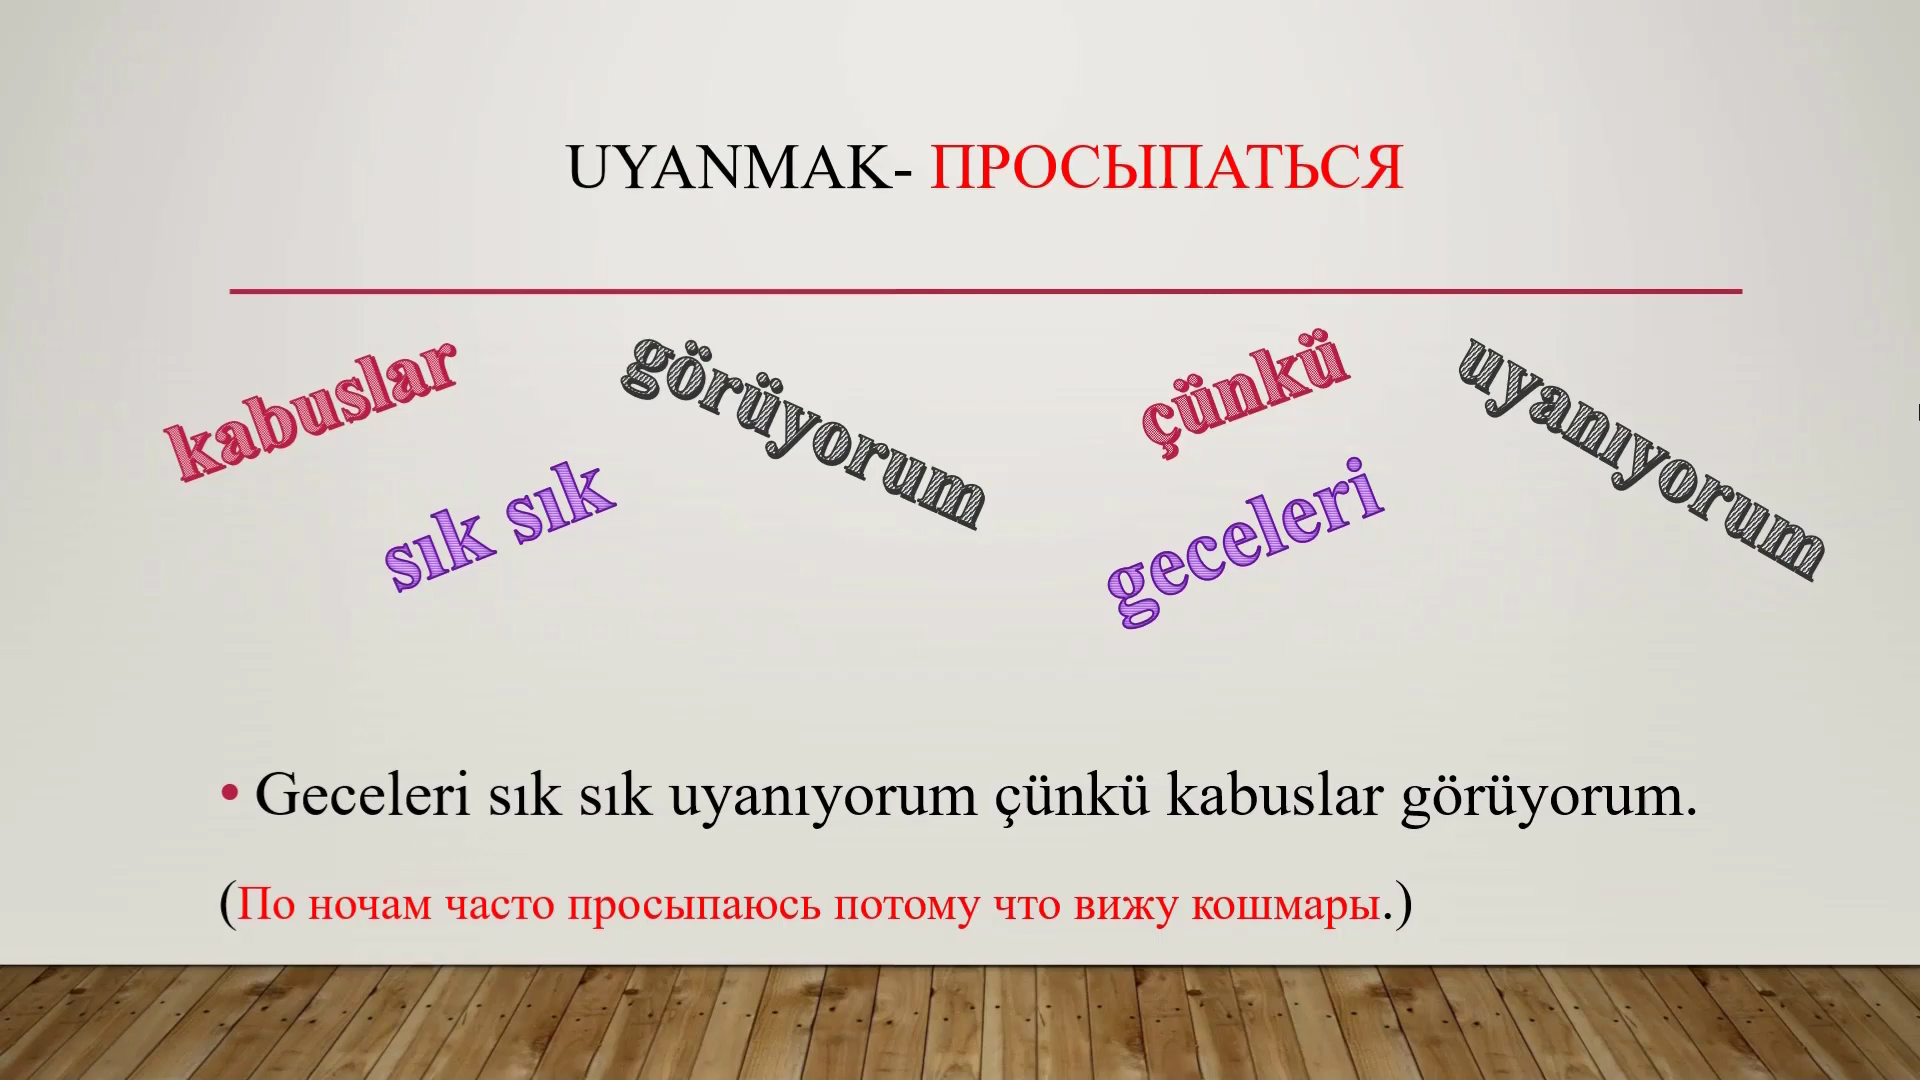 UYANMAK- ПРОСЫПАТЬСЯ
kabuslar
görüyorum
çünkü
uyanıyorum
sık sık
geceleri
• Geceleri sık sık uyanıyorum çünkü kabuslar görüyorum.
(По ночам часто просыпаюсь потому что вижу кошмары.)